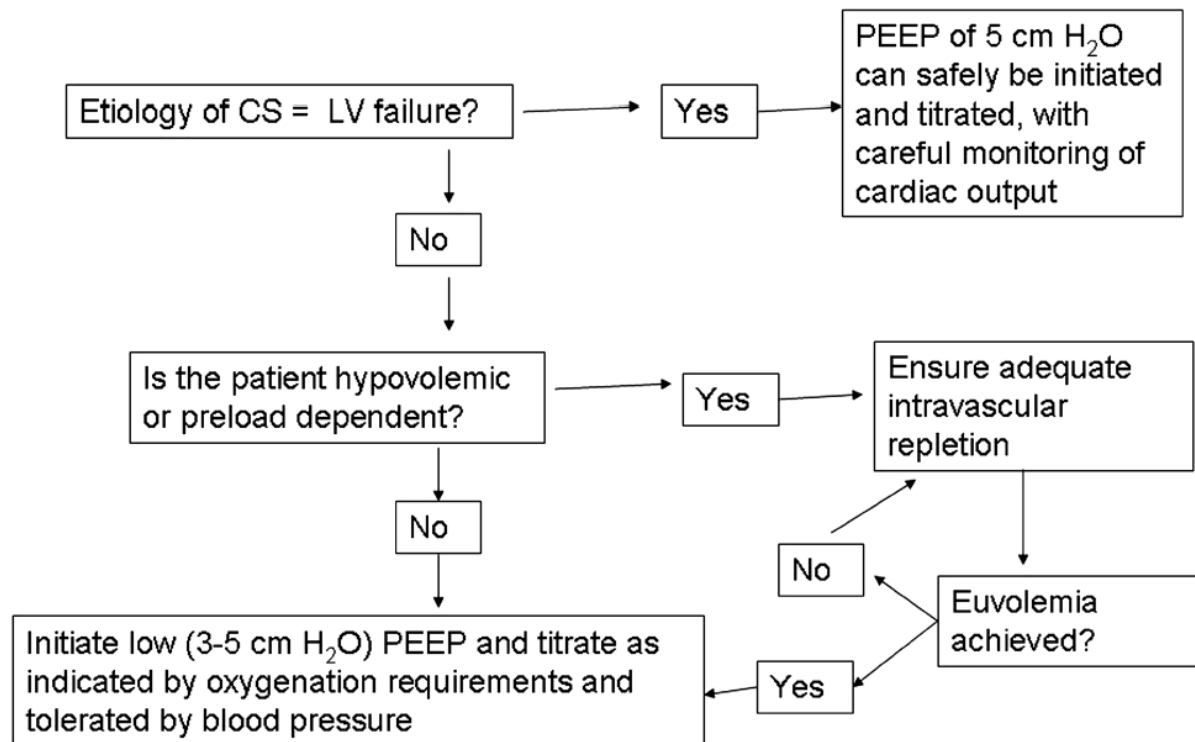 Etiology of CS =  LV failure?
Yes
PEEP of 5 cm H₂O
can safely be initiated
and titrated, with
careful monitoring of
cardiac output
No
Is the patient hypovolemic
or preload dependent?
Yes
Ensure adequate
intravascular
repletion
No
No
Euvolemia
achieved?
Yes
Initiate low (3-5 cm H₂O) PEEP and titrate as
indicated by oxygenation requirements and
tolerated by blood pressure